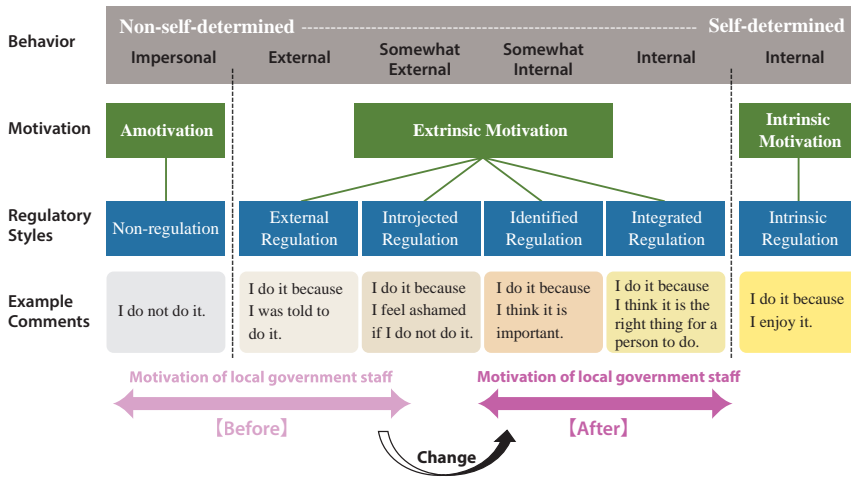 Behavior
Non-self-determined
Self-determined
Impersonal
External
Somewhat
External
Somewhat
Internal
Internal
Internal
Motivation
Amotivation
Extrinsic Motivation
Intrinsic
Motivation
Regulatory
Styles
Non-regulation
External
Regulation
Introjected
Regulation
Identified
Regulation
Integrated
Regulation
Intrinsic
Regulation
Example
Comments
I do not do it.
I do it because
I was told to
do it.
I do it because
I feel ashamed
if I do not do it.
I do it because
I think it is
important.
I do it because
I think it is the
right thing for a
person to do.
I do it because
I enjoy it.
Motivation of local government staff
【Before】
Motivation of local government staff
【After】
Change